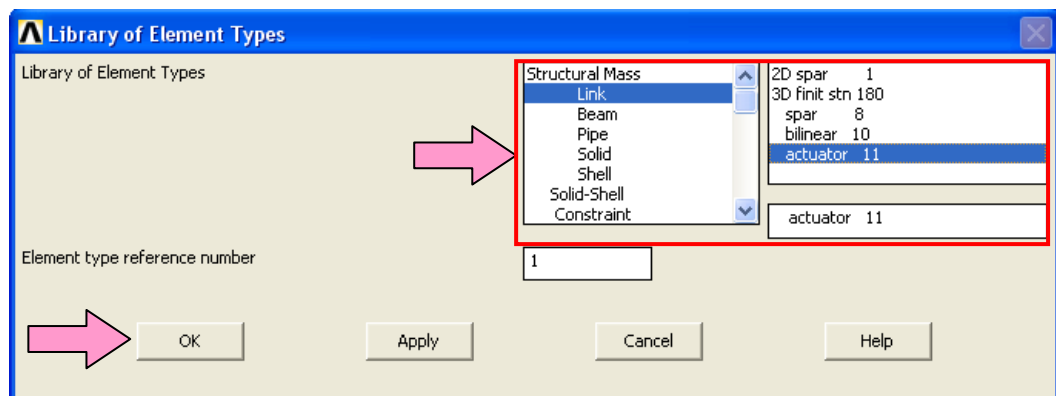 Library of Element Types
Library of Element Types
Structural Mass
Link
Beam
Pipe
Solid
Shell
Solid-Shell
Constraint
2D spar 1
3D finit stn 180
spar 8
bilinear 10
actuator 11
actuator 11
Element type reference number
1
OK
Apply
Cancel
Help